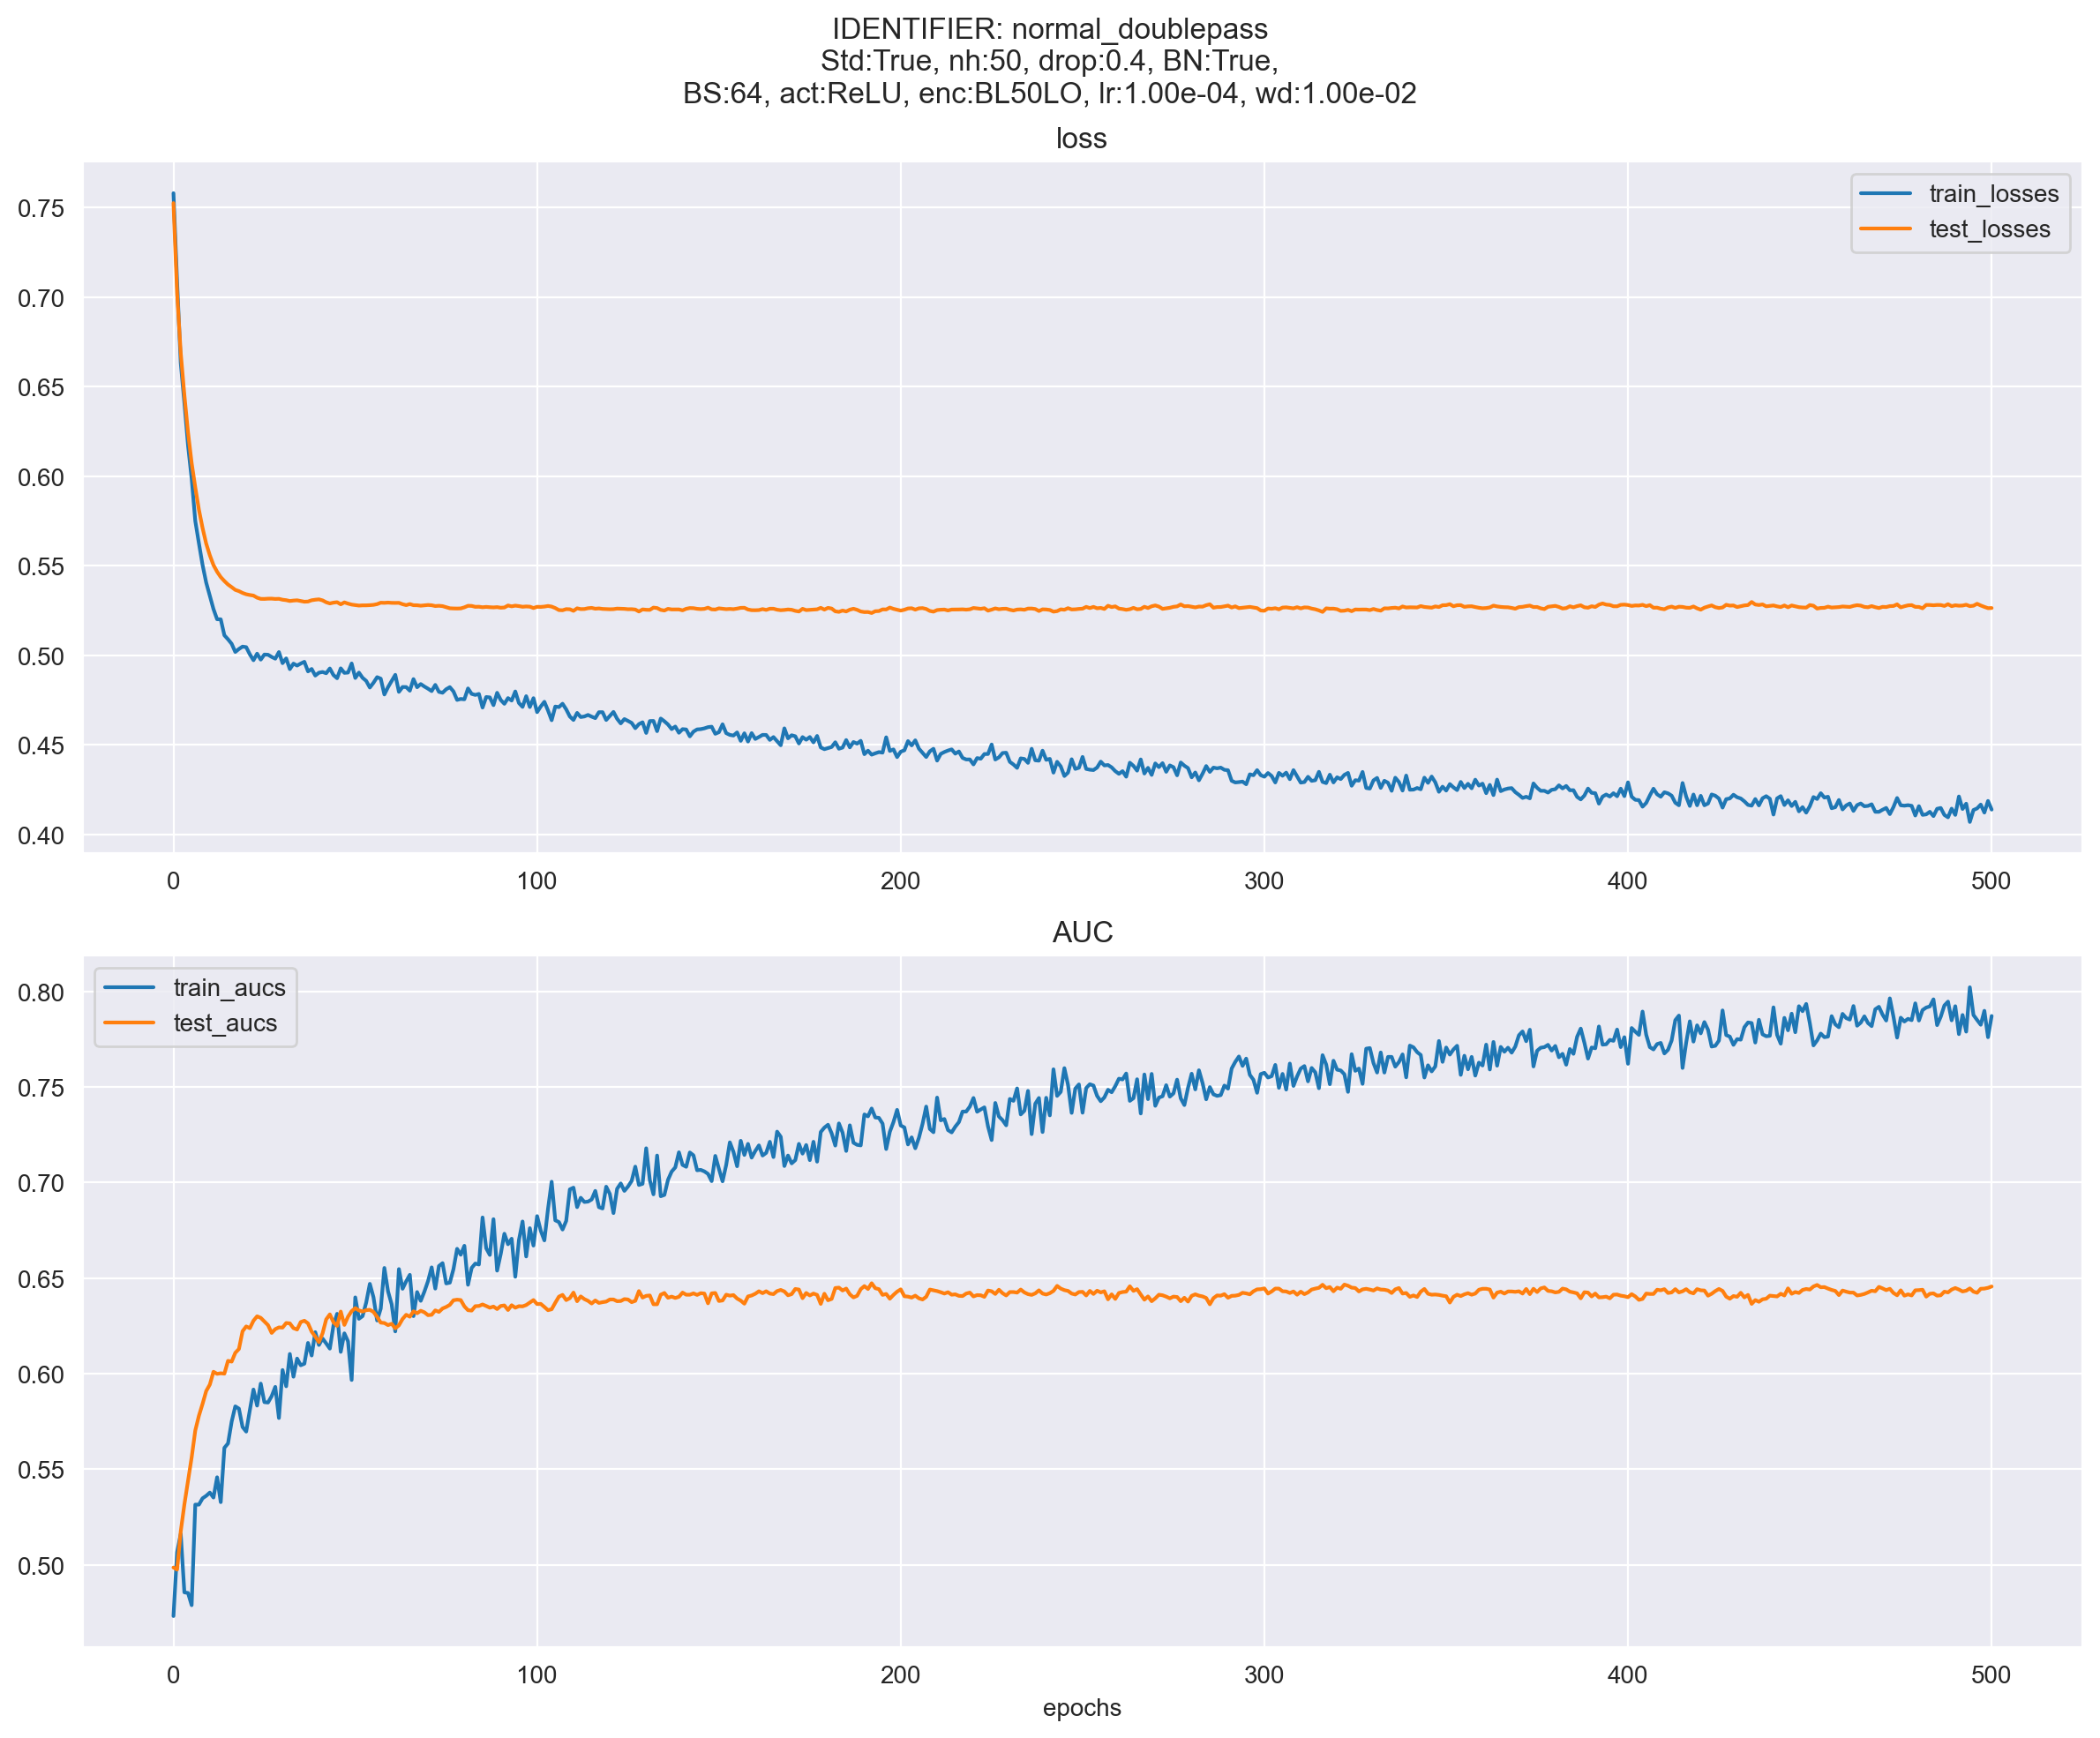 IDENTIFIER: normal_doublepass
Std:True, nh:50, drop:0.4, BN:True,
BS:64, act:ReLU, enc:BL50LO, lr:1.00e-04, wd:1.00e-02
loss
train_losses
test_losses
0.75
0.70
0.65
0.60
0.55
0.50
0.45
0.40
0 100 200 300 400 500
AUC
train_aucs
test_aucs
0.80
0.75
0.70
0.65
0.60
0.55
0.50
0 100 200 300 400 500
epochs